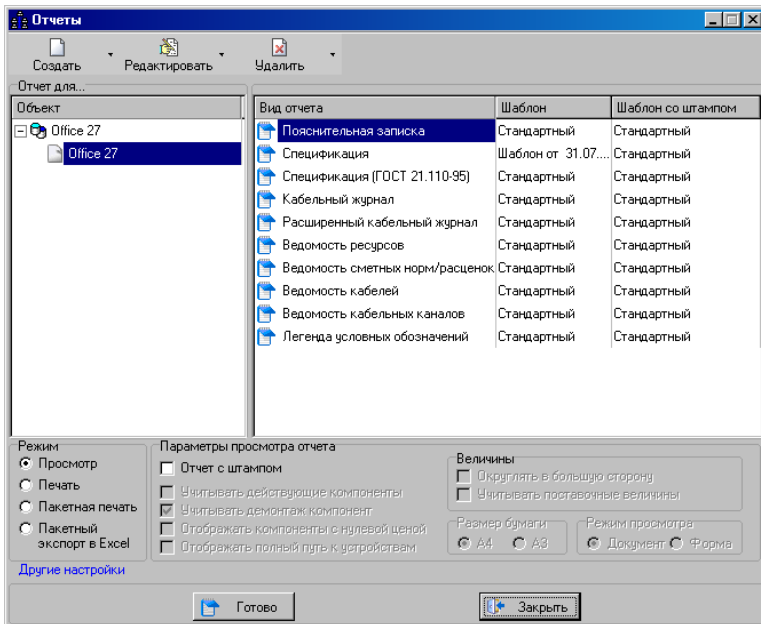 Отчеты
Создать Редактировать Удалить
Отчет для...
Объект
Office 27
Office 27
Вид отчета Шаблон Шаблон со штампом
Пояснительная записка Стандартный Стандартный
Спецификация Шаблон от 31.07.... Стандартный
Спецификация (ГОСТ 21.110-95) Стандартный Стандартный
Кабельный журнал Стандартный Стандартный
Расширенный кабельный журнал Стандартный Стандартный
Ведомость ресурсов Стандартный Стандартный
Ведомость сметных норм/расценок Стандартный Стандартный
Ведомость кабелей Стандартный Стандартный
Ведомость кабельных каналов Стандартный Стандартный
Легенда условных обозначений Стандартный Стандартный
Режим
Просмотр
Печать
Пакетная печать
Пакетный
экспорт в Excel
Параметры просмотра отчета
Отчет с штампом
Учитывать действующие компоненты
Учитывать демонтаж компонент
Отображать компоненты с нулевой ценой
Отображать полный путь к устройствам
Величины
Округлять в большую сторону
Учитывать поставочные величины
Размер бумаги
A4 A3
Режим просмотра
Документ Форма
Другие настройки
Готово Закрыть